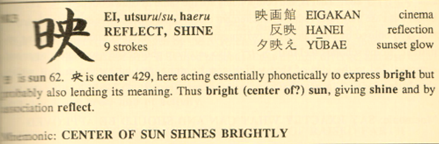 映
EI, utsuru/su, haeru
REFLECT, SHINE
9 strokes
映画館 EIGAKAN cinema
反映 HANEI reflection
夕映え YŪBAE sunset glow
is sun 62. 央 is center 429, here acting essentially phonetically to express bright but
probably also lending its meaning. Thus bright (center of?) sun, giving shine and by
association reflect.
Mnemonic: CENTER OF SUN SHINES BRIGHTLY